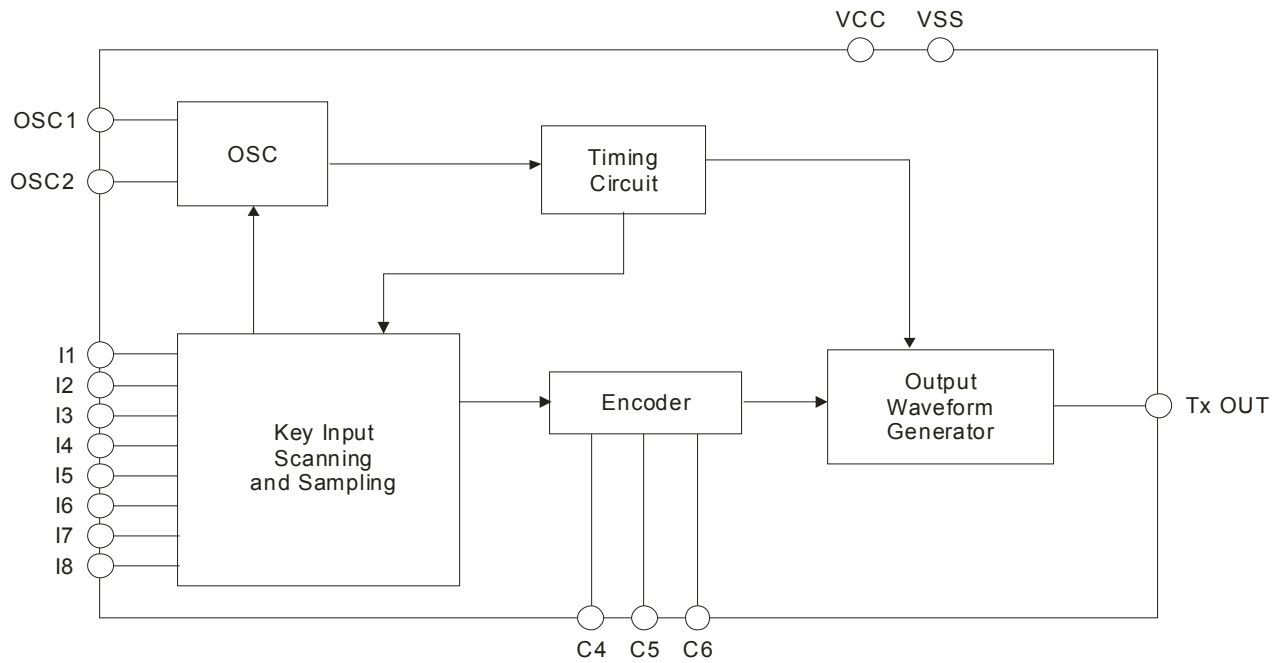 VCC VSS
OSC1
OSC
OSC2
Timing
Circuit
I1
I2
I3
I4
I5
I6
I7
I8
Key Input
Scanning
and Sampling
Encoder
Output
Waveform
Generator
Tx OUT
C4 C5 C6